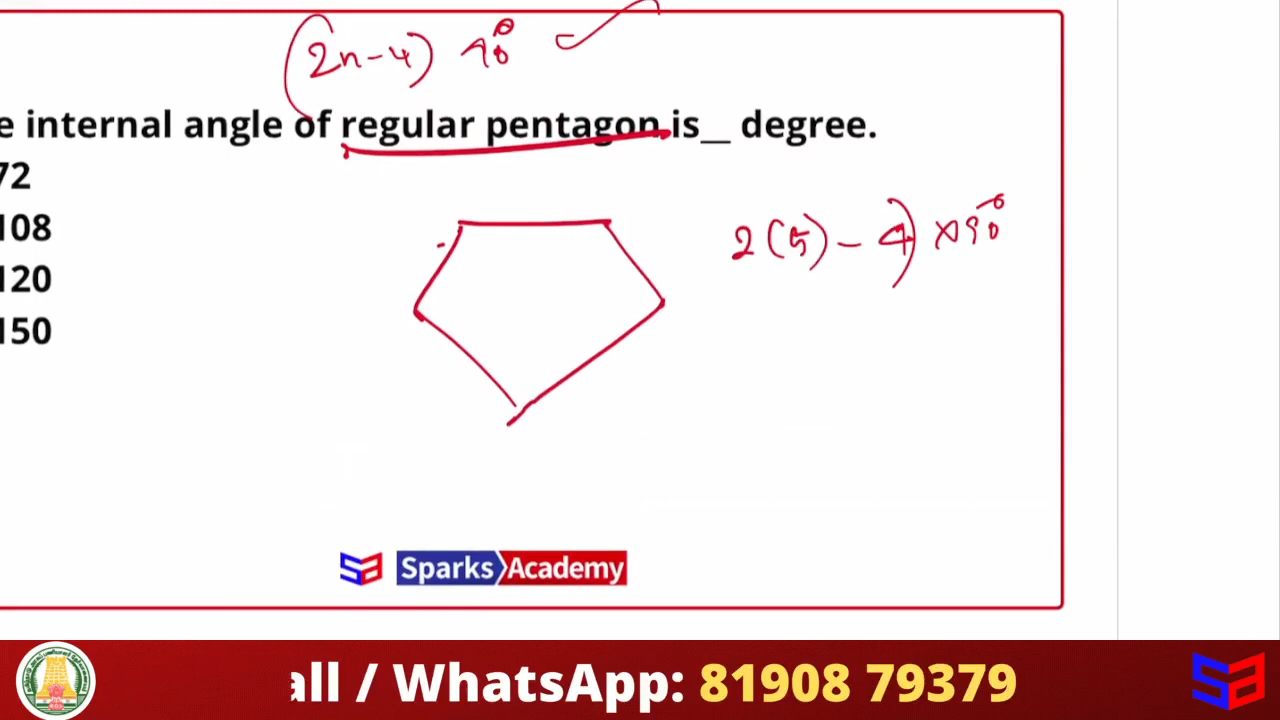 (2n-4) 90°
e internal angle of regular pentagon is__ degree.
72
108
120
150
2(5) - 4) x90°
Sparks Academy
all / WhatsApp: 81908 79379